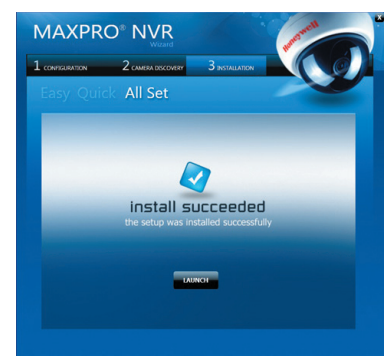 MAXPRO® NVR
Wizard
Honeywell
X
1 CONFIGURATION 2 CAMERA DISCOVERY 3 INSTALLATION
Easy Quick All Set
install succeeded
the setup was installed successfully
LAUNCH